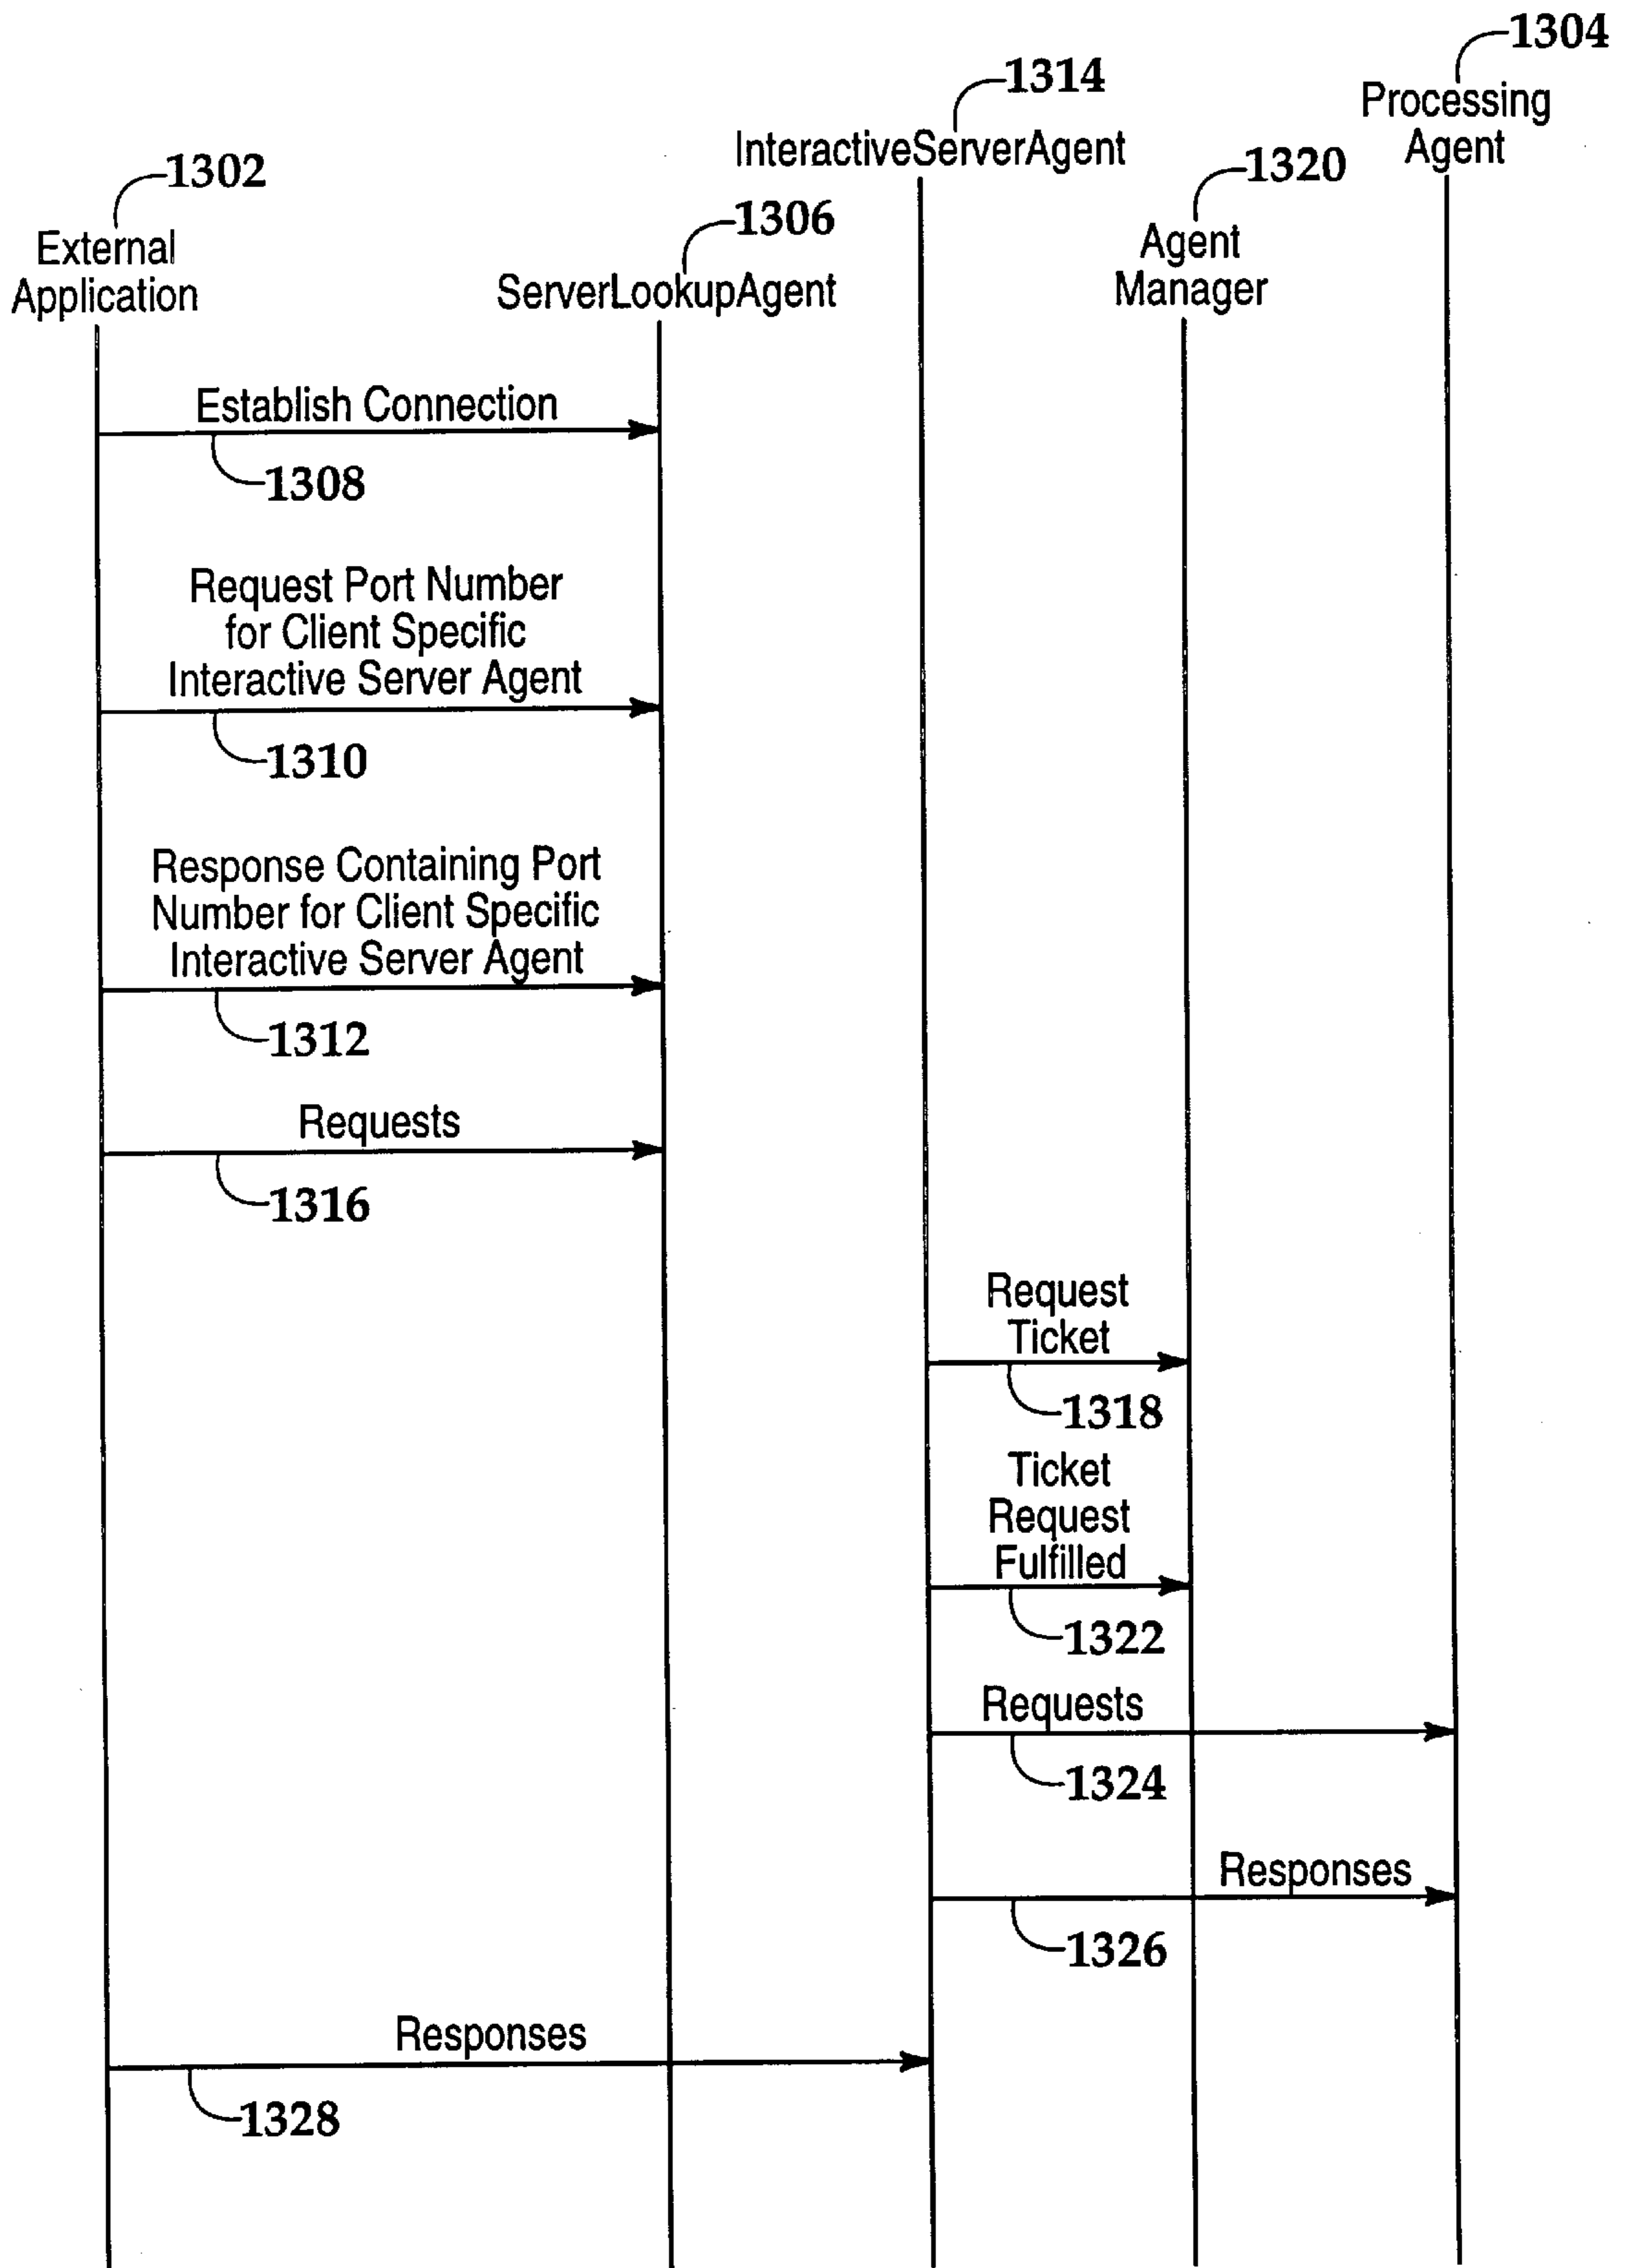 1304
Processing
Agent
1314
InteractiveServerAgent
1320
Agent
Manager
1302
External
Application
1306
ServerLookupAgent
Establish Connection
1308
Request Port Number
for Client Specific
Interactive Server Agent
1310
Response Containing Port
Number for Client Specific
Interactive Server Agent
1312
Requests
1316
Request
Ticket
1318
Ticket
Request
Fulfilled
1322
Requests
1324
Responses
1326
Responses
1328